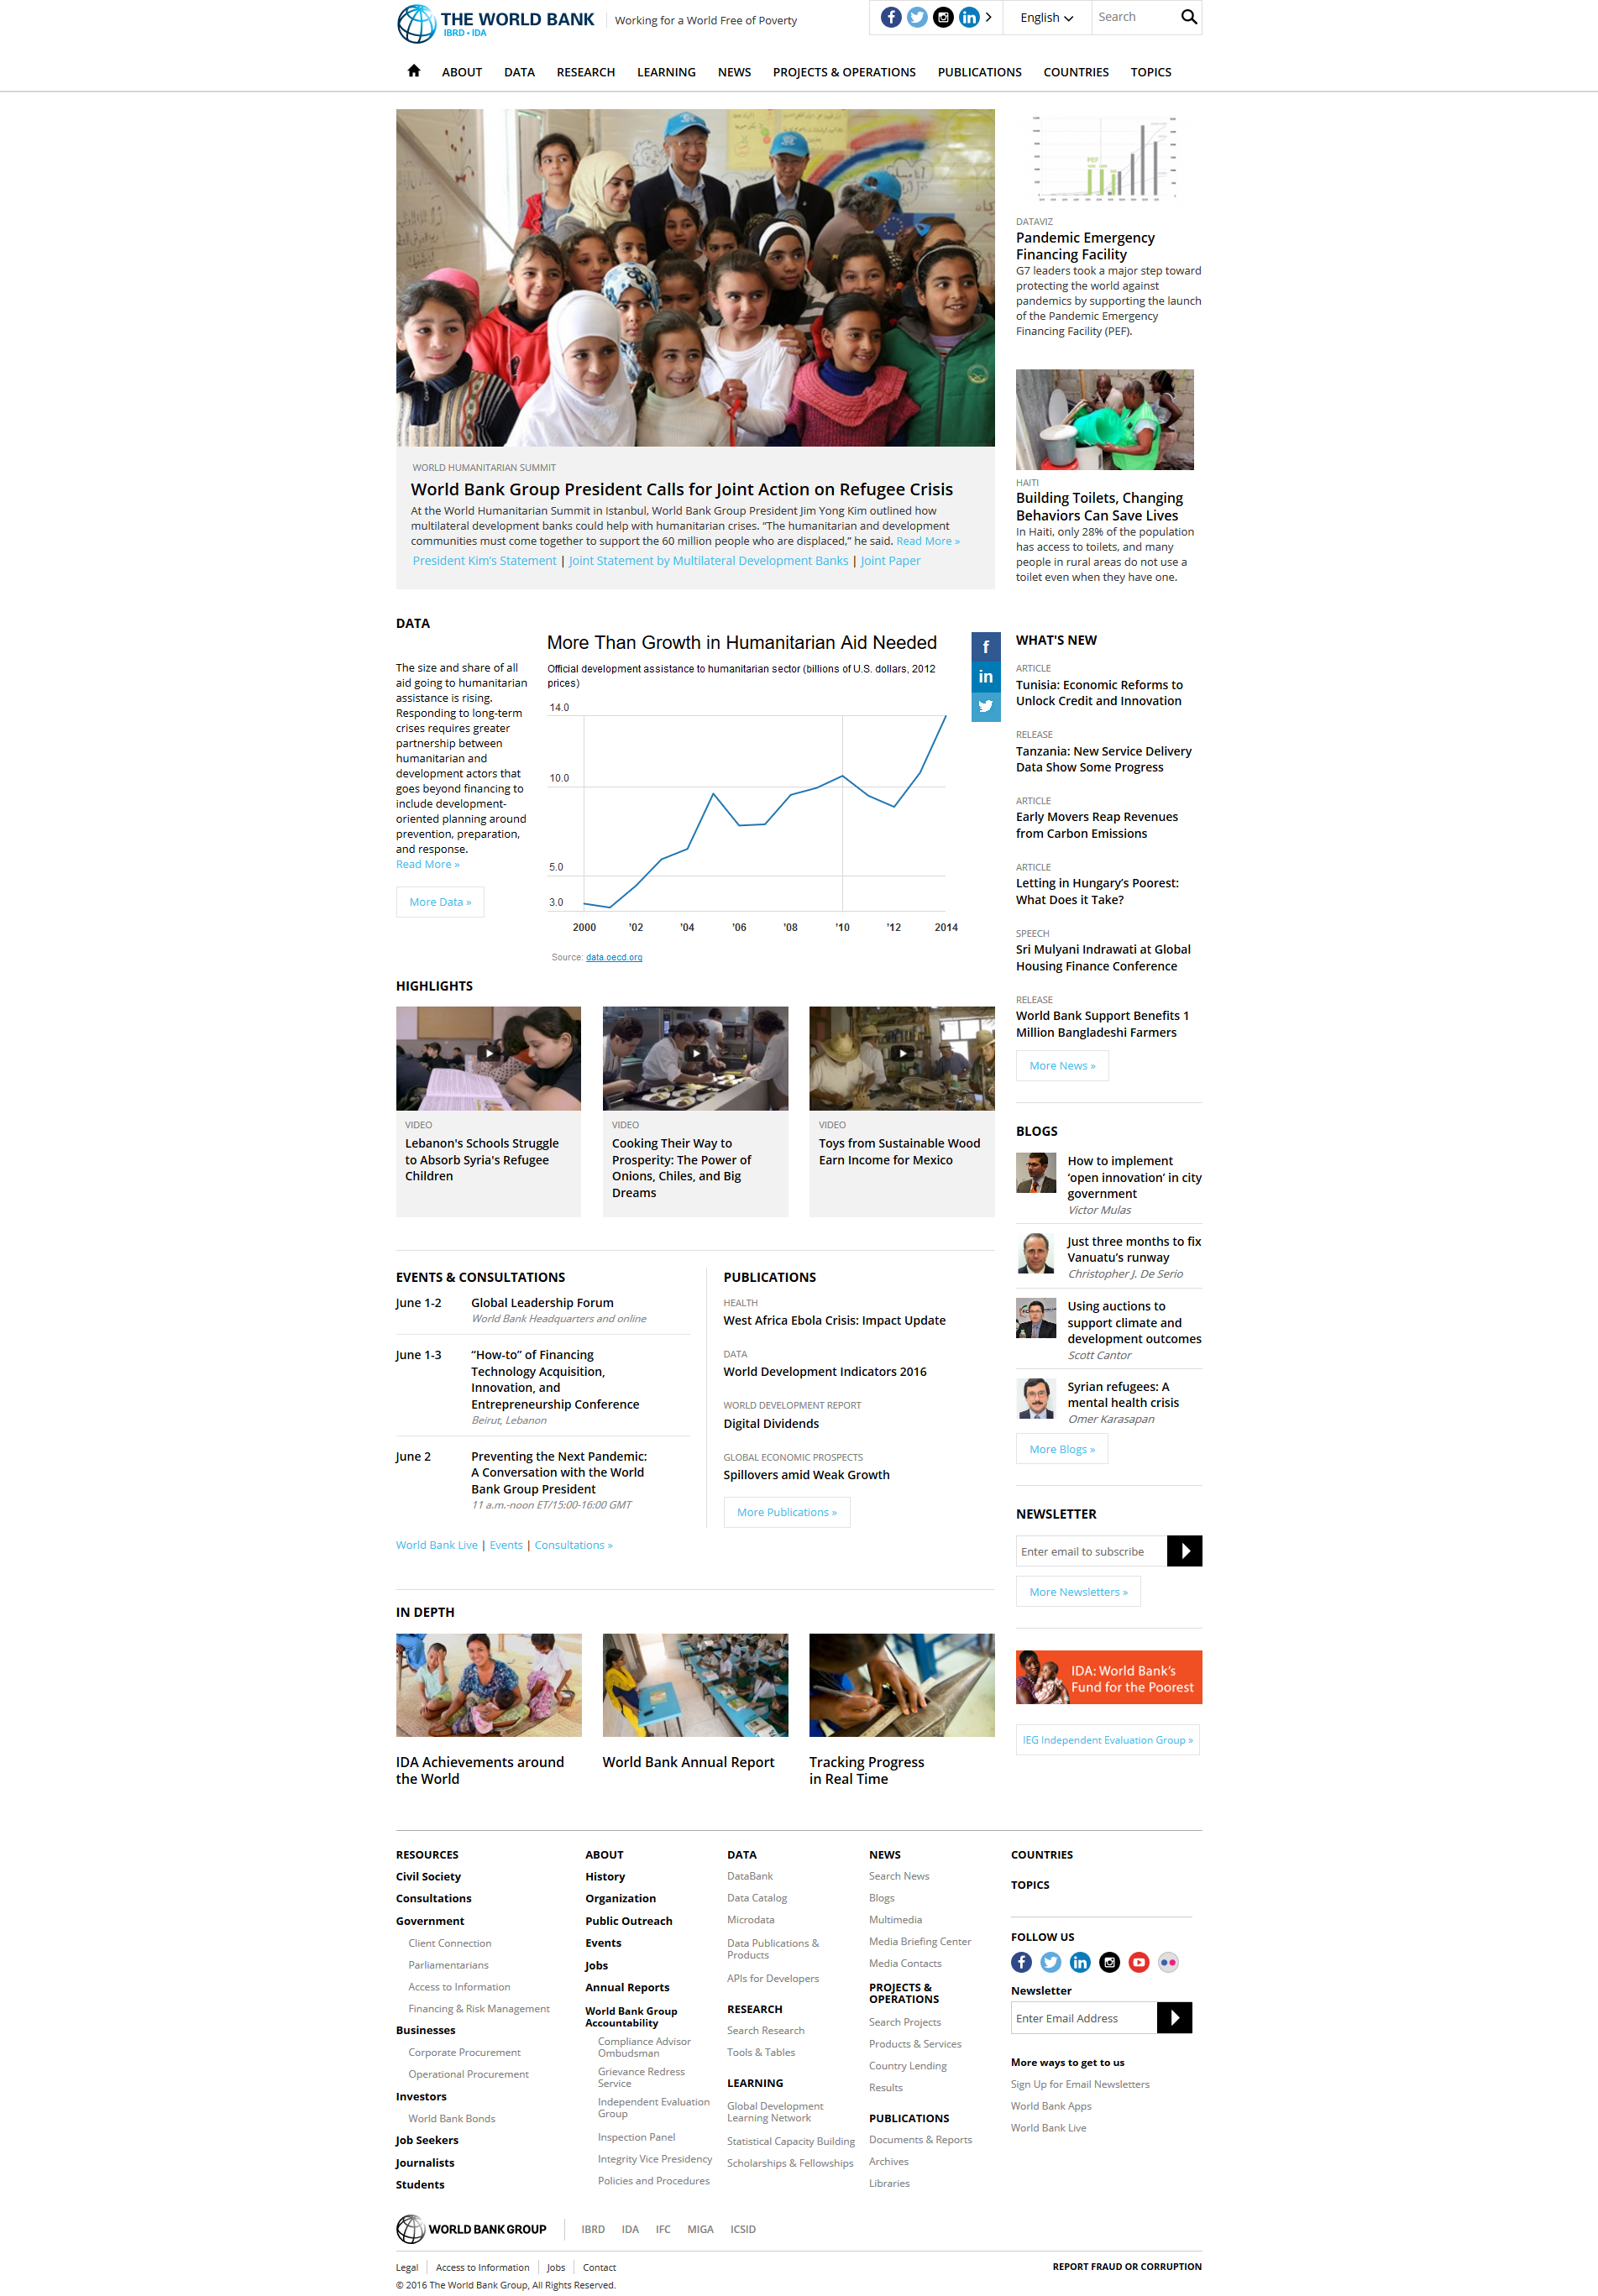 THE WORLD BANK
IBRD • IDA
Working for a World Free of Poverty
English
Search
ABOUT
DATA
RESEARCH
LEARNING
NEWS
PROJECTS & OPERATIONS
PUBLICATIONS
COUNTRIES
TOPICS
WORLD HUMANITARIAN SUMMIT
World Bank Group President Calls for Joint Action on Refugee Crisis
At the World Humanitarian Summit in Istanbul, World Bank Group President Jim Yong Kim outlined how
multilateral development banks could help with humanitarian crises. “The humanitarian and development
communities must come together to support the 60 million people who are displaced,” he said. Read More »
President Kim's Statement | Joint Statement by Multilateral Development Banks | Joint Paper
PEF
DATAVIZ
Pandemic Emergency
Financing Facility
G7 leaders took a major step toward
protecting the world against
pandemics by supporting the launch
of the Pandemic Emergency
Financing Facility (PEF).
HAITI
Building Toilets, Changing
Behaviors Can Save Lives
In Haiti, only 28% of the population
has access to toilets, and many
people in rural areas do not use a
toilet even when they have one.
DATA
The size and share of all
aid going to humanitarian
assistance is rising.
Responding to long-term
crises requires greater
partnership between
humanitarian and
development actors that
goes beyond financing to
include development-
oriented planning around
prevention, preparation,
and response.
Read More »
More Data »
More Than Growth in Humanitarian Aid Needed
Official development assistance to humanitarian sector (billions of U.S. dollars, 2012
prices)
14.0
10.0
5.0
3.0
2000 '02 '04 '06 '08 '10 '12 2014
Source: data.oecd.org
WHAT'S NEW
ARTICLE
Tunisia: Economic Reforms to
Unlock Credit and Innovation
RELEASE
Tanzania: New Service Delivery
Data Show Some Progress
ARTICLE
Early Movers Reap Revenues
from Carbon Emissions
ARTICLE
Letting in Hungary’s Poorest:
What Does it Take?
SPEECH
Sri Mulyani Indrawati at Global
Housing Finance Conference
RELEASE
World Bank Support Benefits 1
Million Bangladeshi Farmers
More News »
HIGHLIGHTS
VIDEO
Lebanon's Schools Struggle
to Absorb Syria's Refugee
Children
VIDEO
Cooking Their Way to
Prosperity: The Power of
Onions, Chiles, and Big
Dreams
VIDEO
Toys from Sustainable Wood
Earn Income for Mexico
BLOGS
How to implement
‘open innovation’ in city
government
Victor Mulas
Just three months to fix
Vanuatu’s runway
Christopher J. De Serio
Using auctions to
support climate and
development outcomes
Scott Cantor
Syrian refugees: A
mental health crisis
Omer Karasapan
More Blogs »
EVENTS & CONSULTATIONS
June 1-2
Global Leadership Forum
World Bank Headquarters and online
June 1-3
“How-to” of Financing
Technology Acquisition,
Innovation, and
Entrepreneurship Conference
Beirut, Lebanon
June 2
Preventing the Next Pandemic:
A Conversation with the World
Bank Group President
11 a.m.-noon ET/15:00-16:00 GMT
World Bank Live | Events | Consultations »
PUBLICATIONS
HEALTH
West Africa Ebola Crisis: Impact Update
DATA
World Development Indicators 2016
WORLD DEVELOPMENT REPORT
Digital Dividends
GLOBAL ECONOMIC PROSPECTS
Spillovers amid Weak Growth
More Publications »
NEWSLETTER
Enter email to subscribe
More Newsletters »
IDA: World Bank's
Fund for the Poorest
IEG Independent Evaluation Group »
IN DEPTH
IDA Achievements around
the World
World Bank Annual Report
Tracking Progress
in Real Time
RESOURCES
Civil Society
Consultations
Government
Client Connection
Parliamentarians
Access to Information
Financing & Risk Management
Businesses
Corporate Procurement
Operational Procurement
Investors
World Bank Bonds
Job Seekers
Journalists
Students
ABOUT
History
Organization
Public Outreach
Events
Jobs
Annual Reports
World Bank Group
Accountability
Compliance Advisor
Ombudsman
Grievance Redress
Service
Independent Evaluation
Group
Inspection Panel
Integrity Vice Presidency
Policies and Procedures
DATA
DataBank
Data Catalog
Microdata
Data Publications &
Products
APIs for Developers
RESEARCH
Search Research
Tools & Tables
LEARNING
Global Development
Learning Network
Statistical Capacity Building
Scholarships & Fellowships
NEWS
Search News
Blogs
Multimedia
Media Briefing Center
Media Contacts
PROJECTS &
OPERATIONS
Search Projects
Products & Services
Country Lending
Results
PUBLICATIONS
Documents & Reports
Archives
Libraries
COUNTRIES
TOPICS
FOLLOW US
Newsletter
Enter Email Address
More ways to get to us
Sign Up for Email Newsletters
World Bank Apps
World Bank Live
WORLD BANK GROUP
IBRD IDA IFC MIGA ICSID
Legal
Access to Information
Jobs
Contact
REPORT FRAUD OR CORRUPTION
© 2016 The World Bank Group, All Rights Reserved.